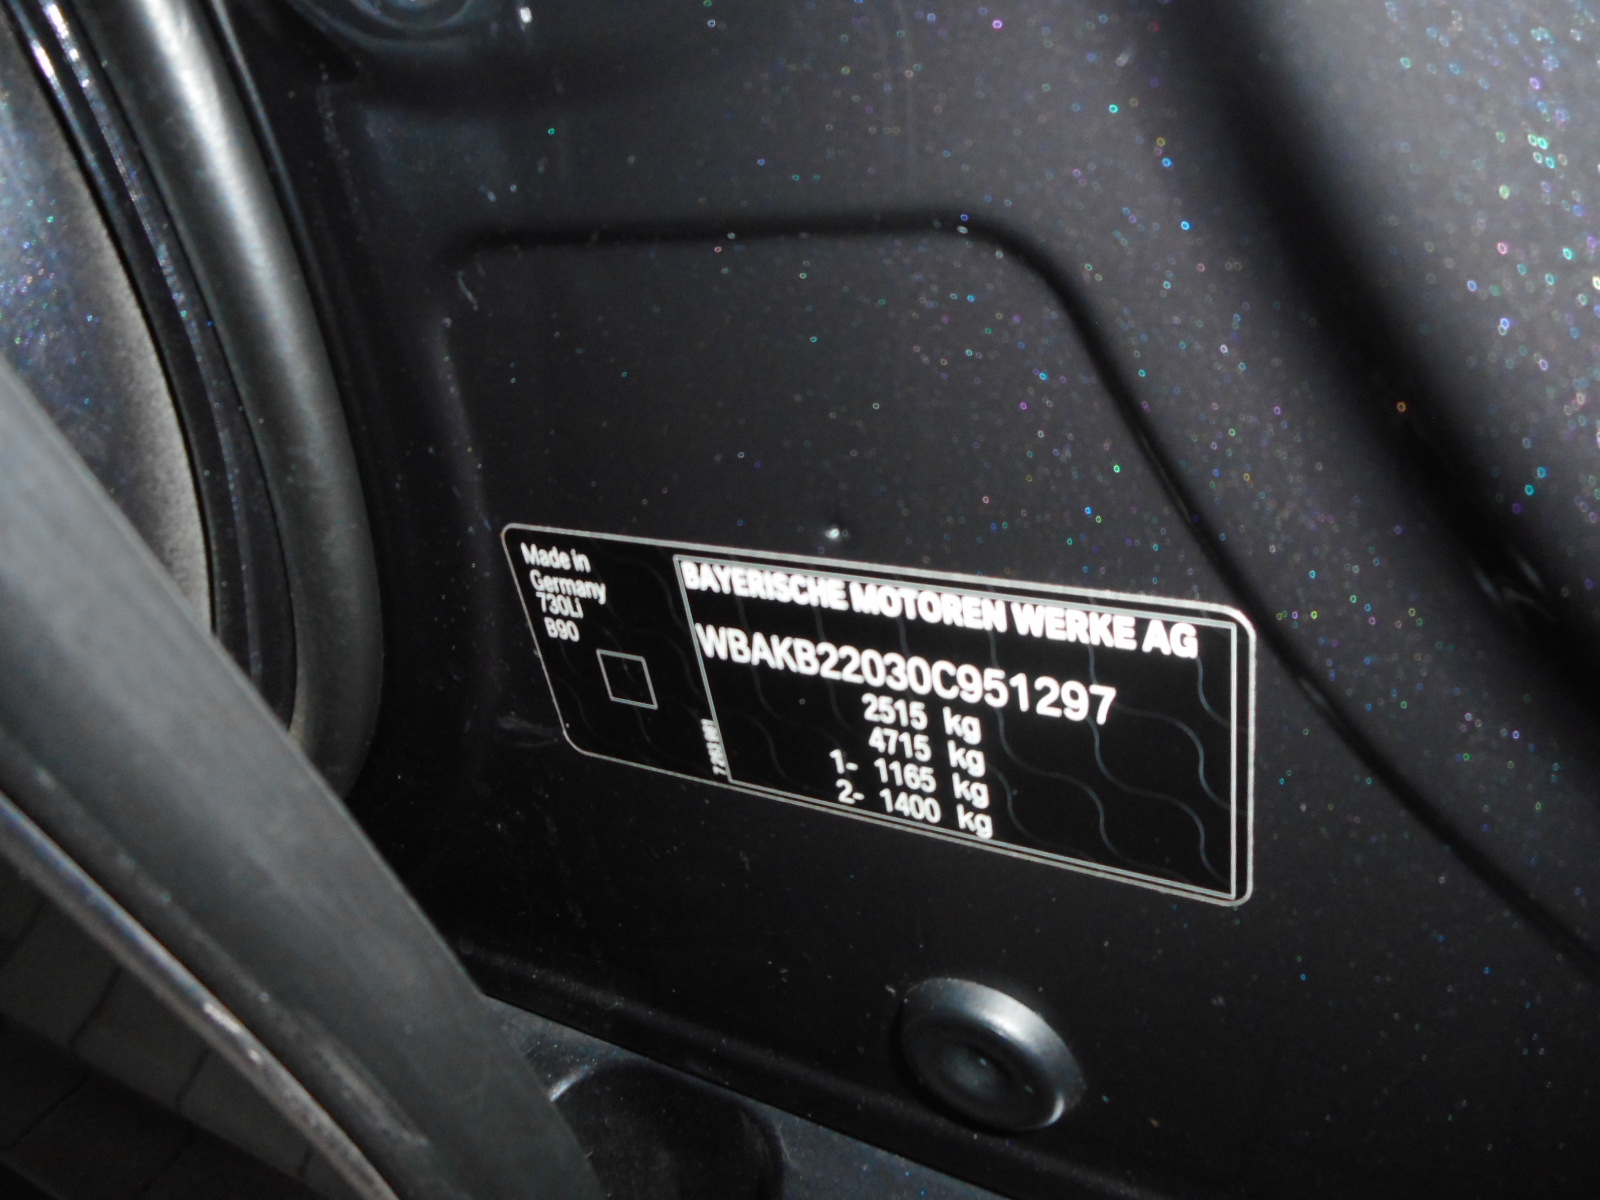 Made in
Germany
730Li
B90
BAYERISCHE MOTOREN WERKE AG
WBAKB22030C951297
2515 kg
4715 kg
1- 1165 kg
2- 1400 kg